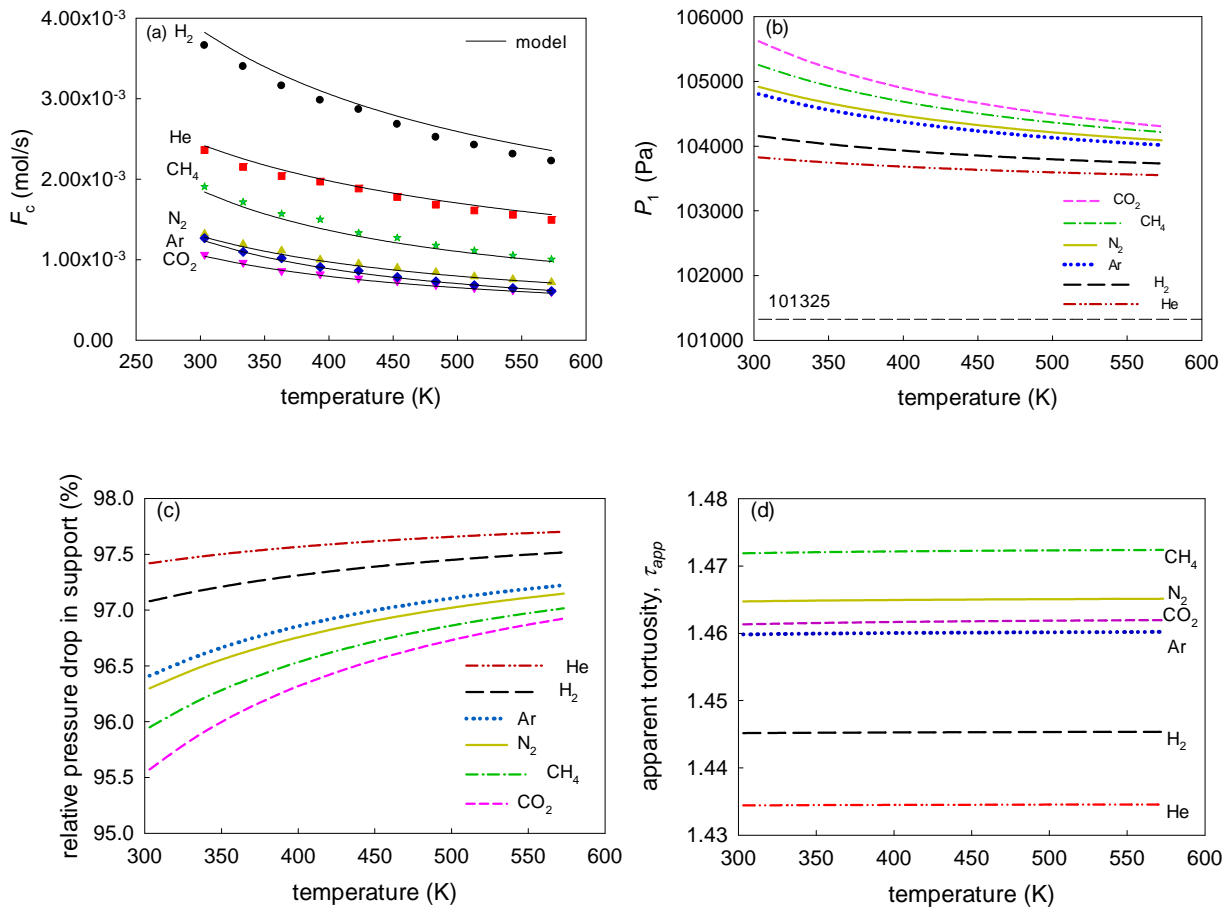 (a)
H2
model
He
CH4
N2
Ar
CO2
4.00x10-3
2.00x10-3
1.00x10-3
0.00
Fc (mol/s)
250 300 350 400 450 500 550 600
temperature (K)
(b)
106000
105000
104000
103000
102000
101000
P1 (Pa)
CO2
CH4
N2
Ar
H2
He
101325
300 350 400 450 500 550 600
temperature (K)
(c)
98.0
97.5
97.0
96.5
96.0
95.5
95.0
relative pressure drop in support (%)
He
H2
Ar
N2
CH4
CO2
300 350 400 450 500 550 600
temperature (K)
(d)
1.48
1.47
1.46
1.45
1.44
1.43
apparent tortuosity, τapp
CH4
N2
CO2
Ar
H2
He
300 350 400 450 500 550 600
temperature (K)